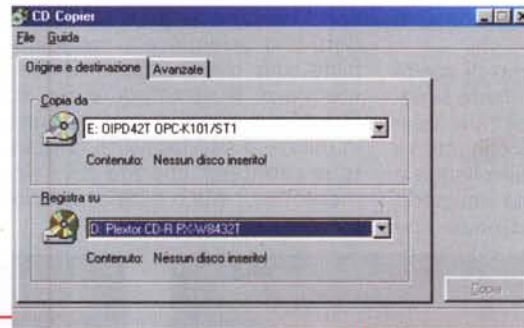 CD Copier
File Guida
Origine e destinazione Avanzate
Copia da
E: OIPD42T OPC-K101/ST1
Contenuto: Nessun disco inserito!
Registra su
D: Plextor CD-R PX-W8432T
Contenuto: Nessun disco inserito!
Copia